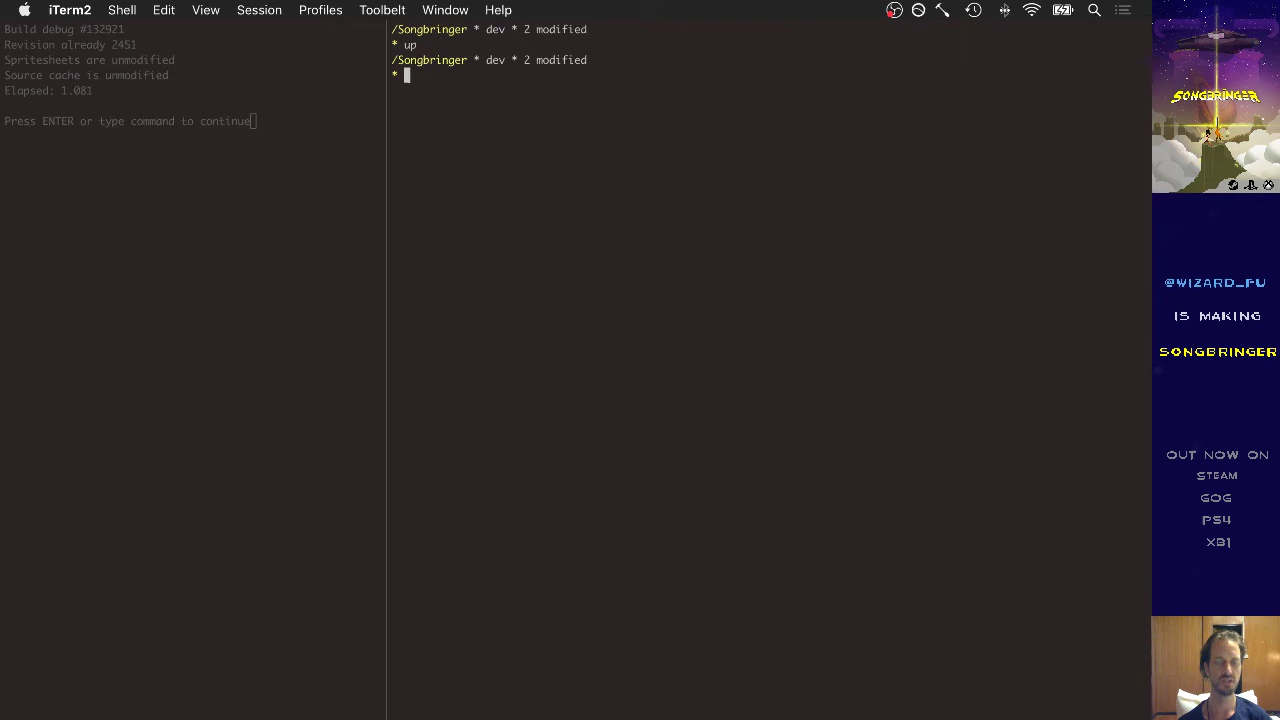 iTerm2 Shell Edit View Session Profiles Toolbelt Window Help
Build debug #132921
Revision already 2451
Spritesheets are unmodified
Source cache is unmodified
Elapsed: 1.081
Press ENTER or type command to continue
/Songbringer * dev * 2 modified
* up
/Songbringer * dev * 2 modified
*
SONGBRINGER
@WIZARD_FU
IS MAKING
SONGBRINGER
OUT NOW ON
STEAM
GOG
PS4
XB1